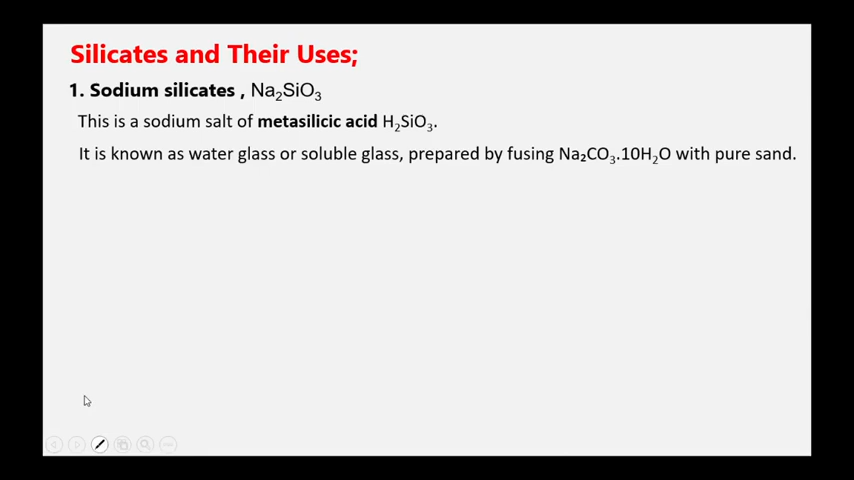 Silicates and Their Uses;
1. Sodium silicates , Na₂SiO₃
This is a sodium salt of metasilicic acid H₂SiO₃.
It is known as water glass or soluble glass, prepared by fusing Na₂CO₃.10H₂O with pure sand.